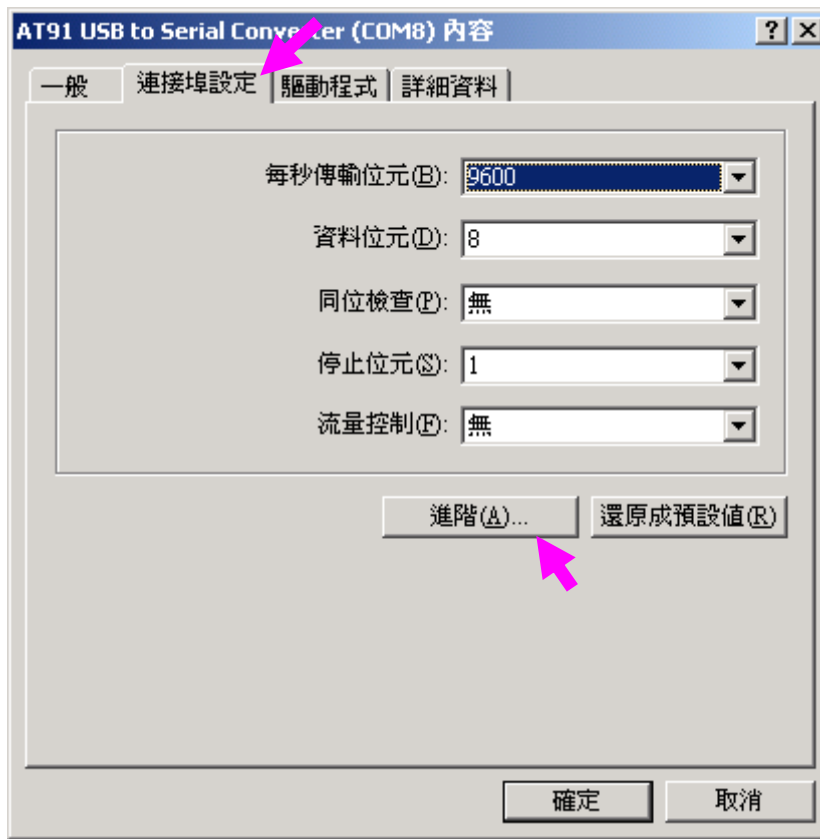 AT91 USB to Serial Converter (COM8) 內容
一般 連接埠設定 驅動程式 詳細資料
每秒傳輸位元(B): 9600
資料位元(D): 8
同位檢查(P): 無
停止位元(S): 1
流量控制(F): 無
進階(A)... 還原成預設值(R)
確定 取消